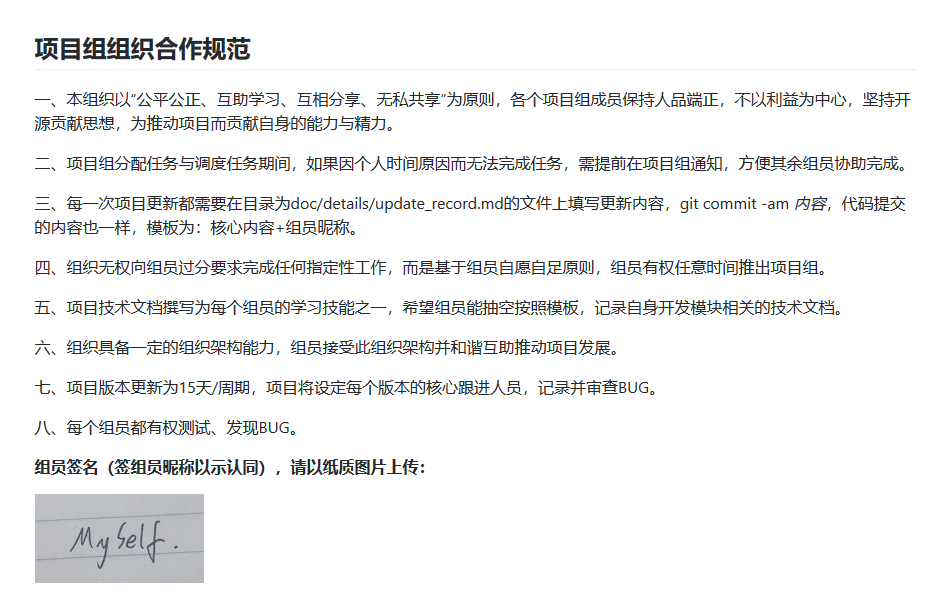 项目组组织合作规范
一、本组织以“公平公正、互助学习、互相分享、无私共享”为原则，各个项目组成员保持人品端正，不以利益为中心，坚持开
源贡献思想，为推动项目而贡献自身的能力与精力。
二、项目组分配任务与调度任务期间，如果因个人时间原因而无法完成任务，需提前在项目组通知，方便其余组员协助完成。
三、每一次项目更新都需要在目录为doc/details/update_record.md的文件上填写更新内容，git commit -am 内容，代码提交
的内容也一样，模板为：核心内容+组员昵称。
四、组织无权向组员过分要求完成任何指定性工作，而是基于组员自愿自足原则，组员有权任意时间推出项目组。
五、项目技术文档撰写为每个组员的学习技能之一，希望组员能抽空按照模板，记录自身开发模块相关的技术文档。
六、组织具备一定的组织架构能力，组员接受此组织架构并和谐互助推动项目发展。
七、项目版本更新为15天/周期，项目将设定每个版本的核心跟进人员，记录并审查BUG。
八、每个组员都有权测试、发现BUG。
组员签名（签组员昵称以示认同），请以纸质图片上传：
MySelf.